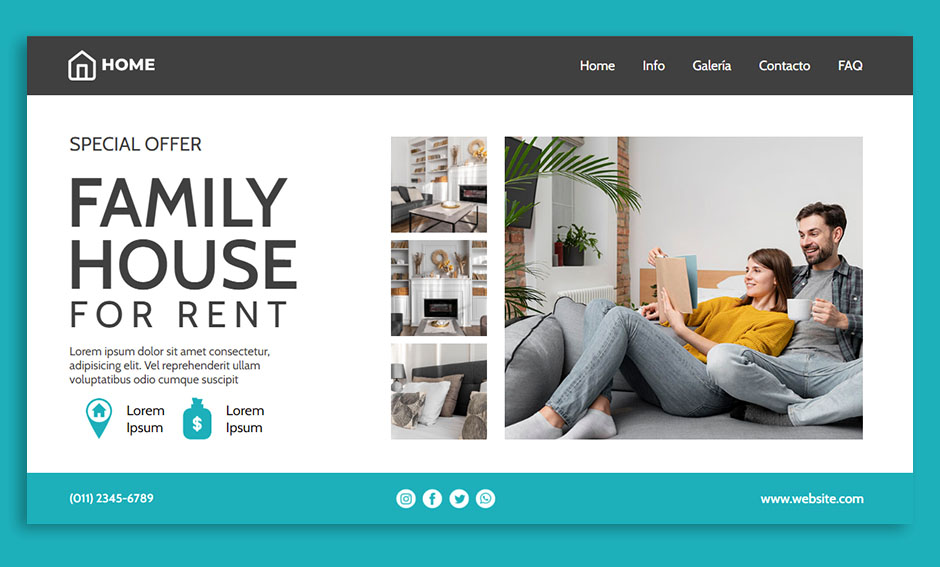 HOME
Home Info Galería Contacto FAQ
SPECIAL OFFER
FAMILY
HOUSE
FOR RENT
Lorem ipsum dolor sit amet consectetur,
adipisicing elit. Vel reprehenderit ullam
voluptatibus odio cumque suscipit
Lorem
Ipsum
$
Lorem
Ipsum
(011) 2345-6789
www.website.com